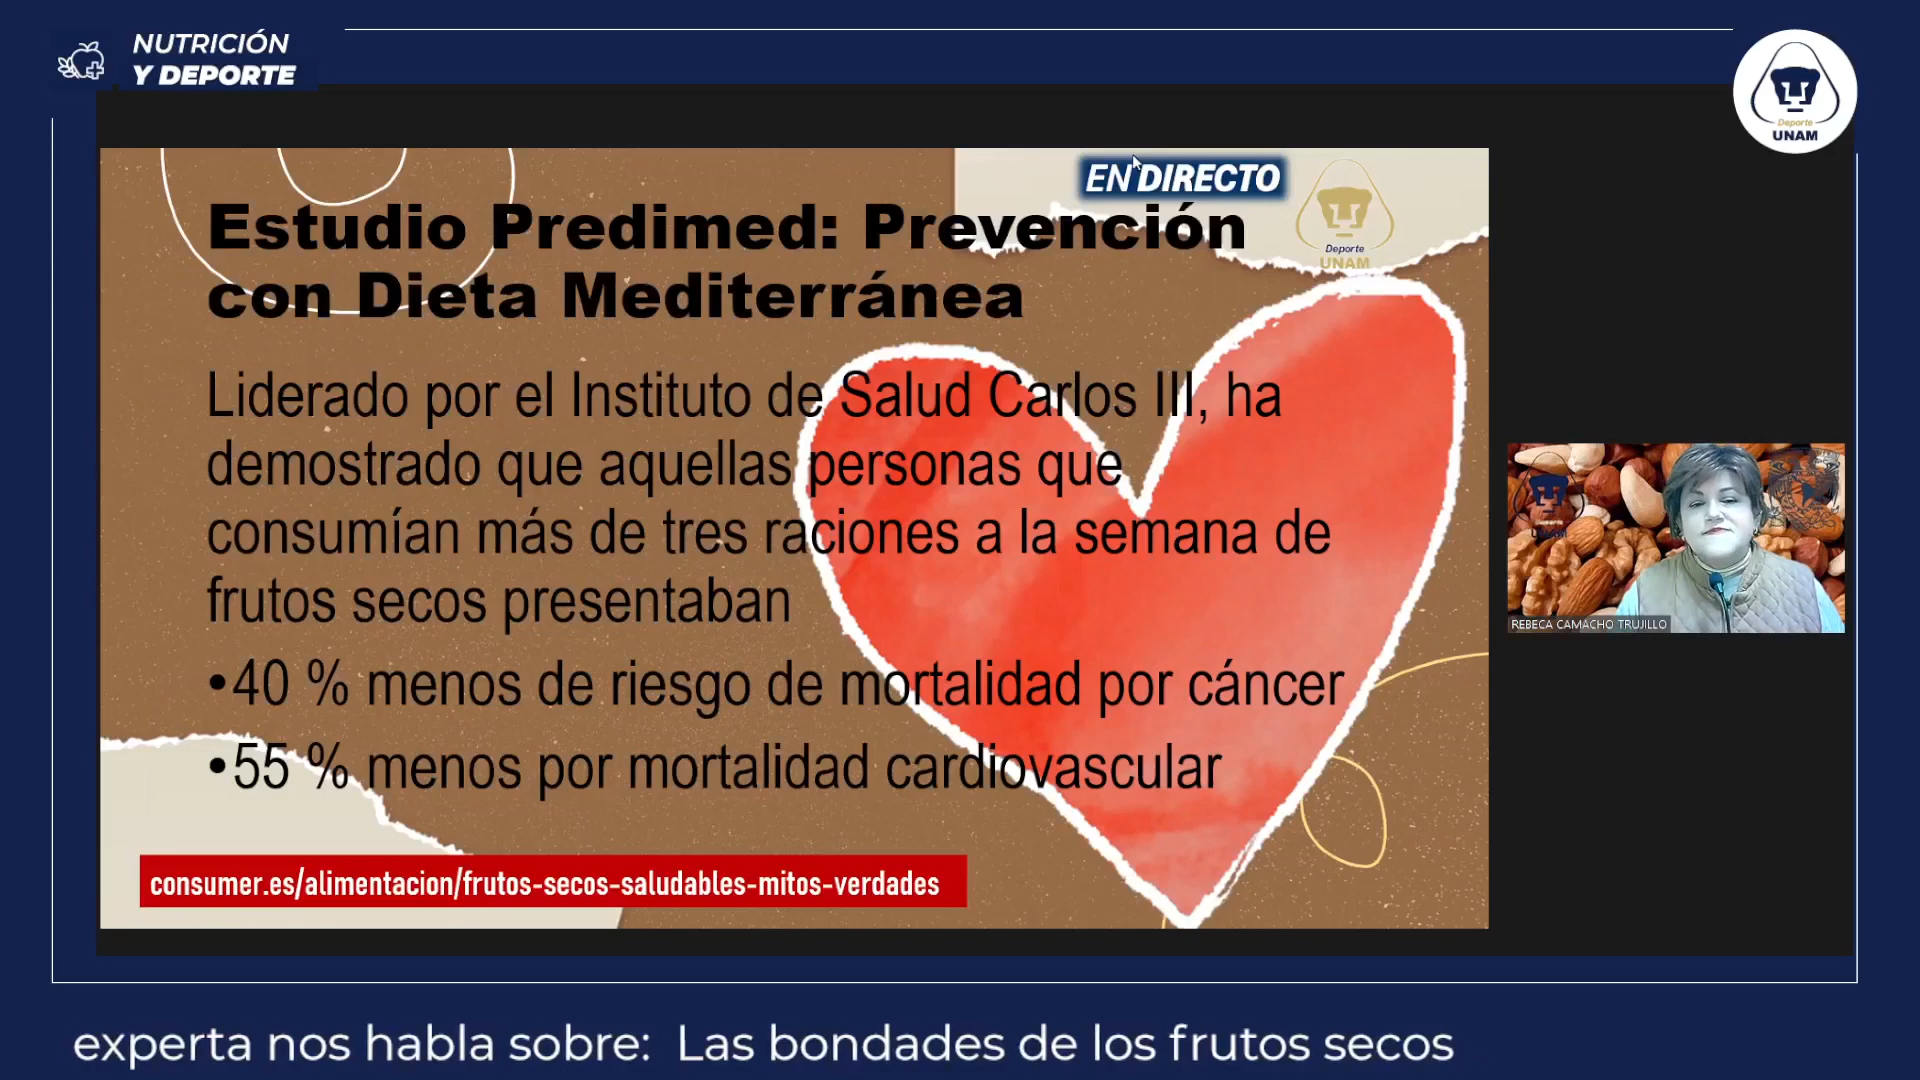 NUTRICIÓN
Y DEPORTE
Deporte
UNAM
EN DIRECTO
Deporte
UNAM
Estudio Predimed: Prevención
con Dieta Mediterránea
Liderado por el Instituto de Salud Carlos III, ha
demostrado que aquellas personas que
consumían más de tres raciones a la semana de
frutos secos presentaban
•40 % menos de riesgo de mortalidad por cáncer
•55 % menos por mortalidad cardiovascular
consumer.es/alimentacion/frutos-secos-saludables-mitos-verdades
REBECA CAMACHO TRUJILLO
experta nos habla sobre: Las bondades de los frutos secos